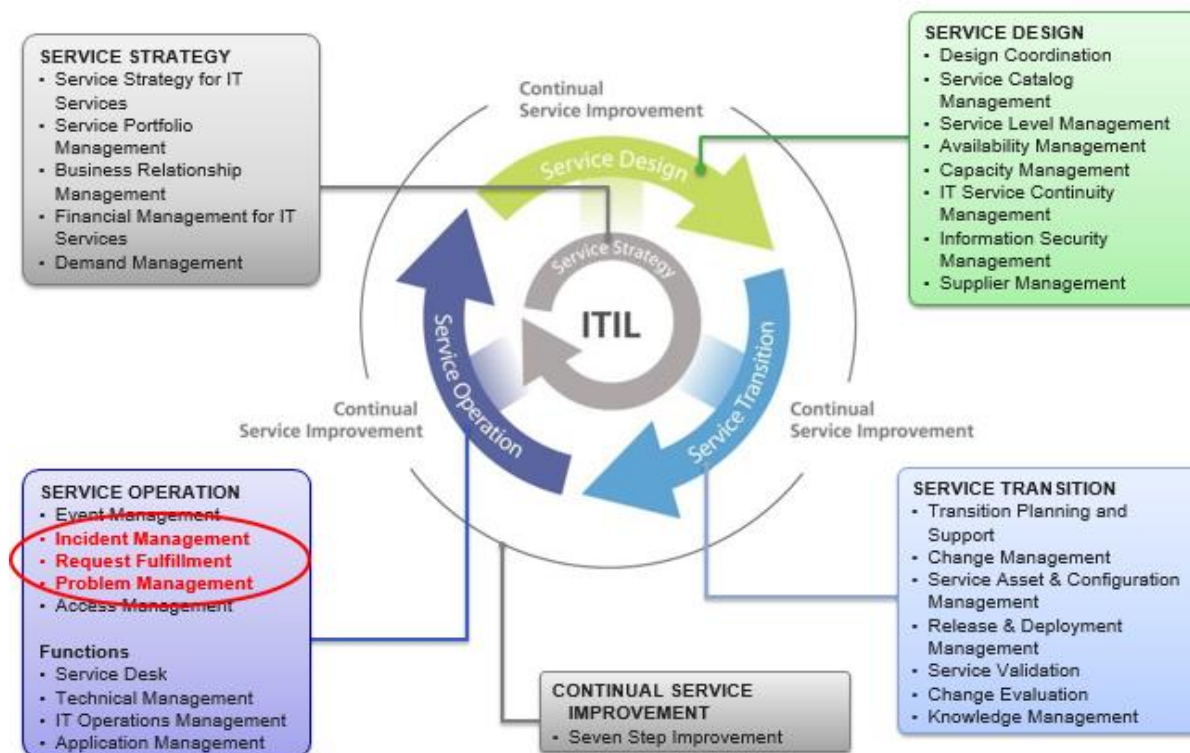 SERVICE STRATEGY
▪ Service Strategy for IT
Services
▪ Service Portfolio
Management
▪ Business Relationship
Management
▪ Financial Management for IT
Services
▪ Demand Management
SERVICE DESIGN
▪ Design Coordination
▪ Service Catalog
Management
▪ Service Level Management
▪ Availability Management
▪ Capacity Management
▪ IT Service Continuity
Management
▪ Information Security
Management
▪ Supplier Management
Continual
Service Improvement
Service Design
Service Strategy
ITIL
Service Operation
Service Transition
Continual
Service Improvement
Continual
Service Improvement
SERVICE OPERATION
▪ Event Management
▪ Incident Management
▪ Request Fulfillment
▪ Problem Management
▪ Access Management
Functions
▪ Service Desk
▪ Technical Management
▪ IT Operations Management
▪ Application Management
CONTINUAL SERVICE
IMPROVEMENT
▪ Seven Step Improvement
SERVICE TRANSITION
▪ Transition Planning and
Support
▪ Change Management
▪ Service Asset & Configuration
Management
▪ Release & Deployment
Management
▪ Service Validation
▪ Change Evaluation
▪ Knowledge Management